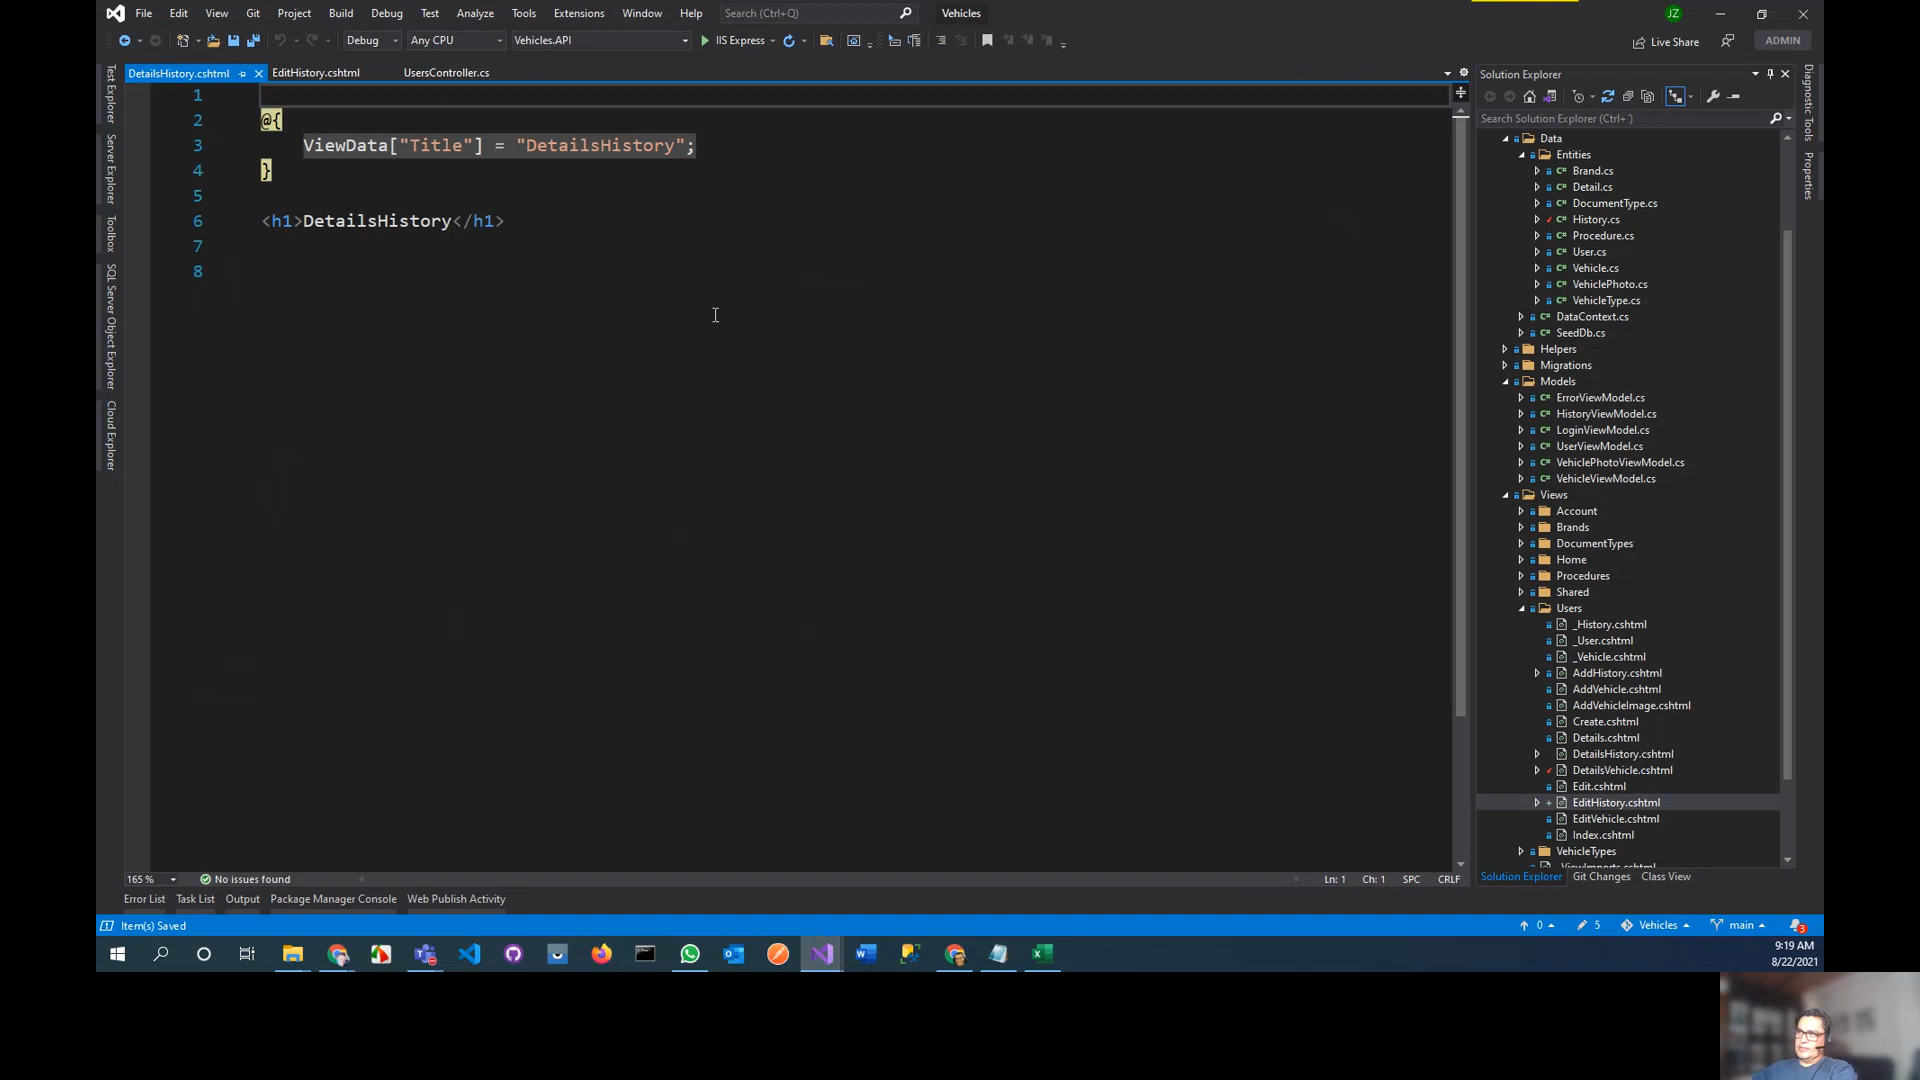 File Edit View Git Project Build Debug Test Analyze Tools Extensions Window Help Search (Ctrl+Q) Vehicles JZ
Debug Any CPU Vehicles.API IIS Express Live Share ADMIN
DetailsHistory.cshtml EditHistory.cshtml UsersController.cs
Test Explorer
Server Explorer
Toolbox
SQL Server Object Explorer
Cloud Explorer
1
2 @{
3 ViewData["Title"] = "DetailsHistory";
4 }
5
6 <h1>DetailsHistory</h1>
7
8
165 % No issues found Ln: 1 Ch: 1 SPC CRLF
Error List Task List Output Package Manager Console Web Publish Activity
Solution Explorer
Search Solution Explorer (Ctrl+´)
Data
Entities
C# Brand.cs
C# Detail.cs
C# DocumentType.cs
C# History.cs
C# Procedure.cs
C# User.cs
C# Vehicle.cs
C# VehiclePhoto.cs
C# VehicleType.cs
C# DataContext.cs
C# SeedDb.cs
Helpers
Migrations
Models
C# ErrorViewModel.cs
C# HistoryViewModel.cs
C# LoginViewModel.cs
C# UserViewModel.cs
C# VehiclePhotoViewModel.cs
C# VehicleViewModel.cs
Views
Account
Brands
DocumentTypes
Home
Procedures
Shared
Users
_History.cshtml
_User.cshtml
_Vehicle.cshtml
AddHistory.cshtml
AddVehicle.cshtml
AddVehicleImage.cshtml
Create.cshtml
Details.cshtml
DetailsHistory.cshtml
DetailsVehicle.cshtml
Edit.cshtml
EditHistory.cshtml
EditVehicle.cshtml
Index.cshtml
VehicleTypes
_ViewImports.cshtml
Solution Explorer Git Changes Class View
Diagnostic Tools
Properties
Item(s) Saved 0 5 Vehicles main 3
9:19 AM
8/22/2021